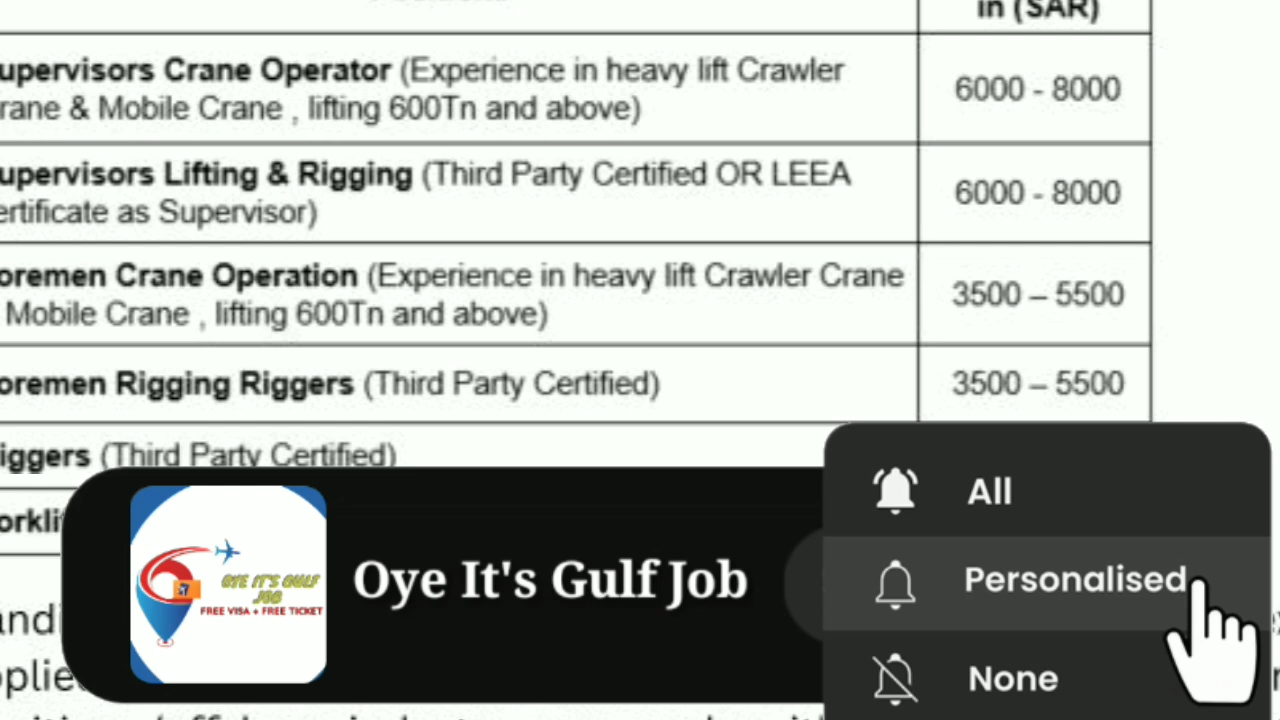 in (SAR)
upervisors Crane Operator (Experience in heavy lift Crawler
rane & Mobile Crane , lifting 600Tn and above)
6000 - 8000
upervisors Lifting & Rigging (Third Party Certified OR LEEA
ertificate as Supervisor)
6000 - 8000
oremen Crane Operation (Experience in heavy lift Crawler Crane
Mobile Crane , lifting 600Tn and above)
3500 – 5500
oremen Rigging Riggers (Third Party Certified)
3500 – 5500
iggers (Third Party Certified)
All
Personalised
None
Oye It's Gulf Job
OYE IT'S GULF
JOB
FREE VISA + FREE TICKET